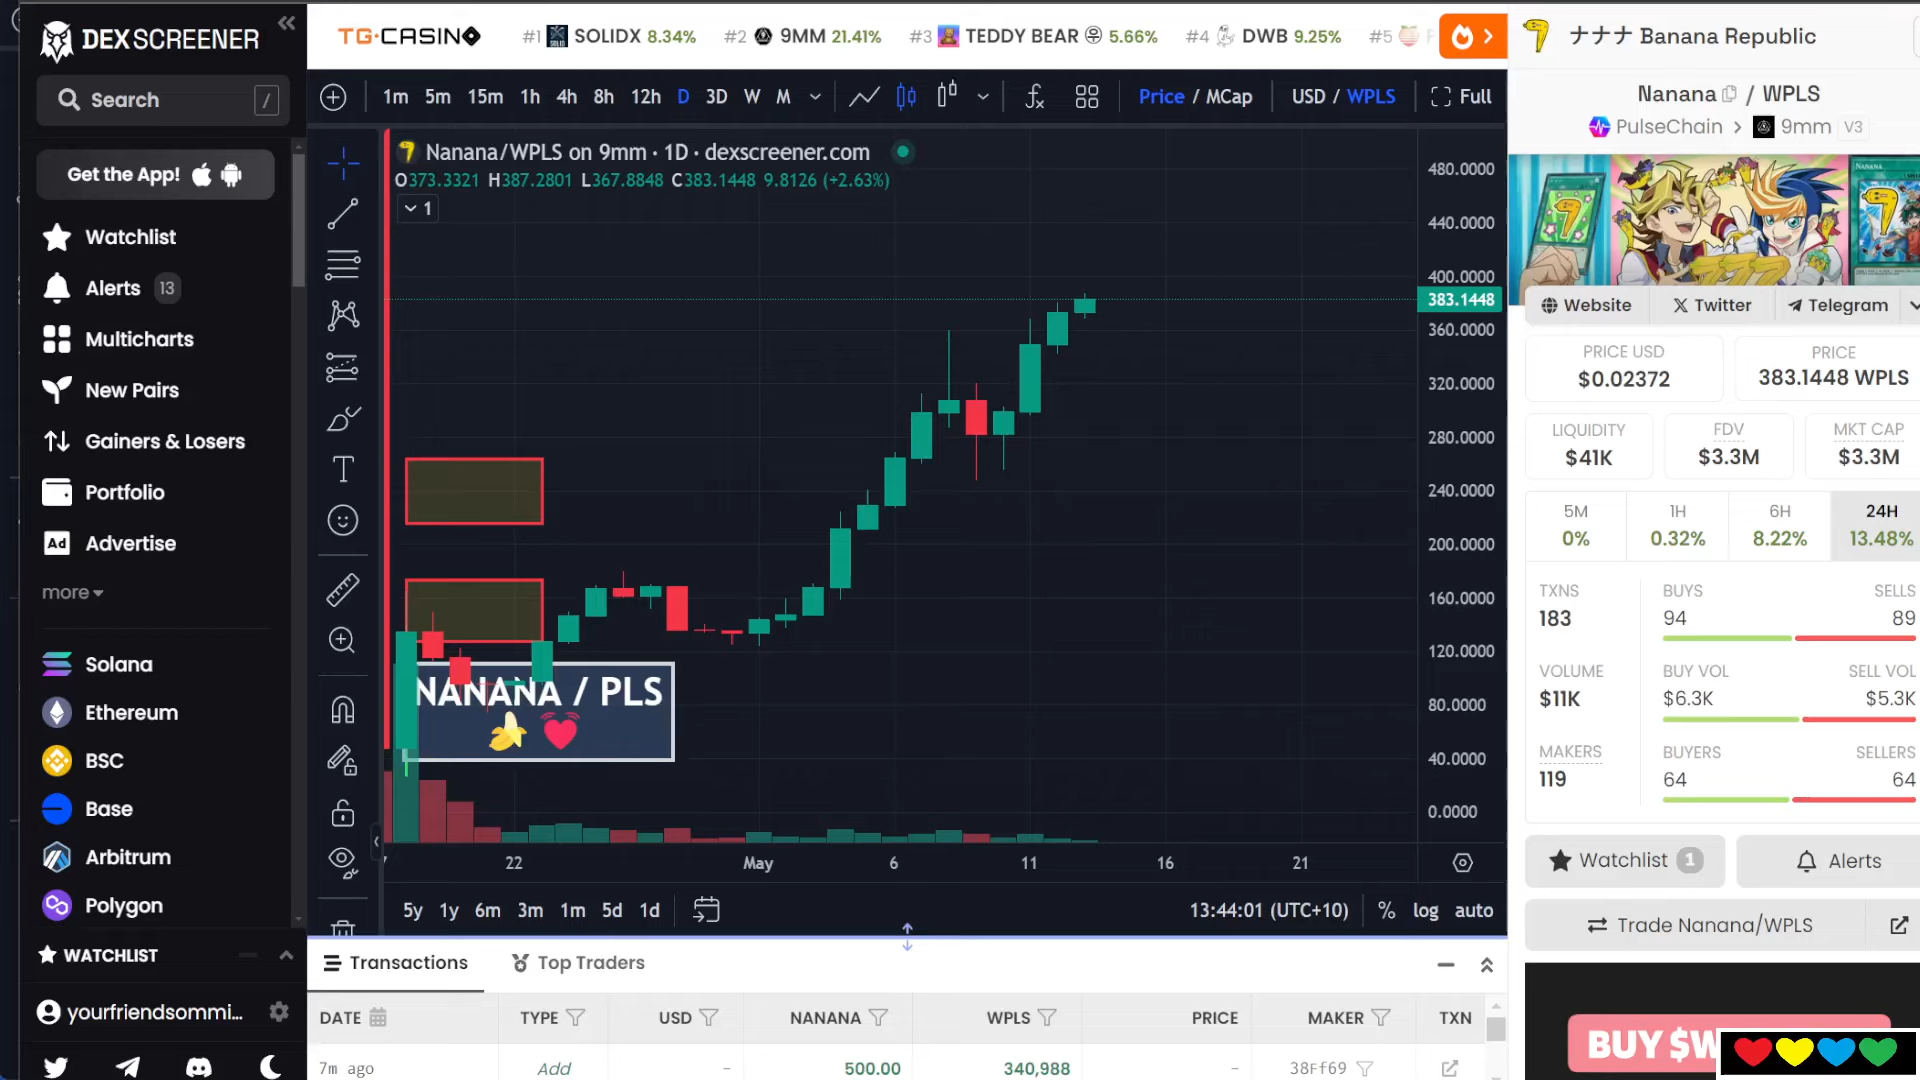 DEX SCREENER
Search /
Get the App!
Watchlist
Alerts 13
Multicharts
New Pairs
Gainers & Losers
Portfolio
Ad Advertise
more
Solana
Ethereum
BSC
Base
Arbitrum
Polygon
WATCHLIST
yourfriendsommi...
TG.CASINO #1 SOLIDX 8.34% #2 9MM 21.41% #3 TEDDY BEAR 5.66% #4 DWB 9.25% #5
1m 5m 15m 1h 4h 8h 12h D 3D W M Price / MCap USD / WPLS Full
Nanana/WPLS on 9mm · 1D · dexscreener.com
O373.3321 H387.2801 L367.8848 C383.1448 9.8126 (+2.63%)
1
480.0000
440.0000
400.0000
383.1448
360.0000
320.0000
280.0000
240.0000
200.0000
160.0000
120.0000
80.0000
40.0000
0.0000
NANANA / PLS
22 May 6 11 16 21
5y 1y 6m 3m 1m 5d 1d 13:44:01 (UTC+10) % log auto
Transactions Top Traders
DATE TYPE USD NANANA WPLS PRICE MAKER TXN
7m ago Add - 500.00 340,988 - 38Ff69
ナナナ Banana Republic
Nanana / WPLS
PulseChain > 9mm V3
NANANA
Website Twitter Telegram
PRICE USD PRICE
$0.02372 383.1448 WPLS
LIQUIDITY FDV MKT CAP
$41K $3.3M $3.3M
5M 1H 6H 24H
0% 0.32% 8.22% 13.48%
TXNS BUYS SELLS
183 94 89
VOLUME BUY VOL SELL VOL
$11K $6.3K $5.3K
MAKERS BUYERS SELLERS
119 64 64
Watchlist 1 Alerts
Trade Nanana/WPLS
BUY